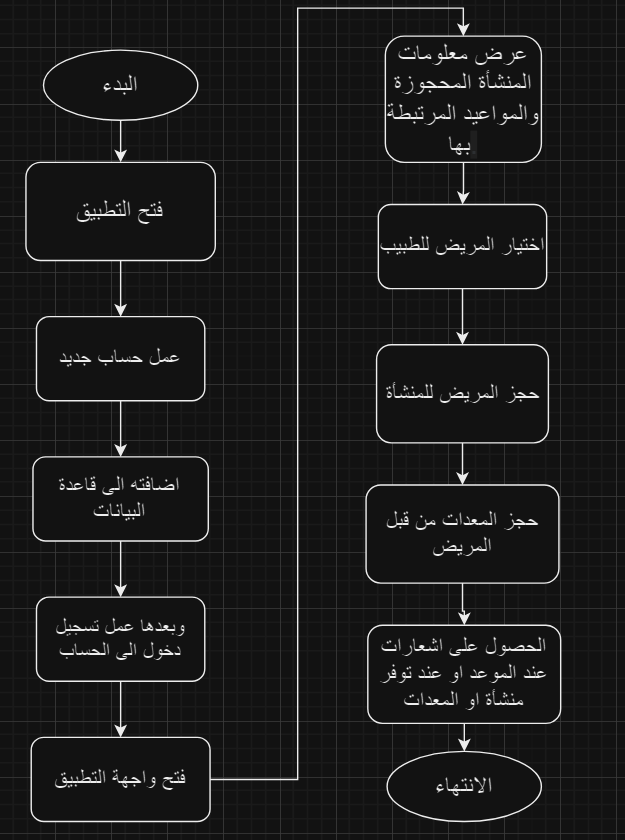 البدء
فتح التطبيق
عمل حساب جديد
اضافته الى قاعدة
البيانات
وبعدها عمل تسجيل
دخول الى الحساب
فتح واجهة التطبيق
عرض معلومات
المنشأة المحجوزة
والمواعيد المرتبطة
بها
اختيار المريض للطبيب
حجز المريض للمنشأة
حجز المعدات من قبل
المريض
الحصول على اشعارات
عند الموعد او عند توفر
منشأة او المعدات
الانتهاء